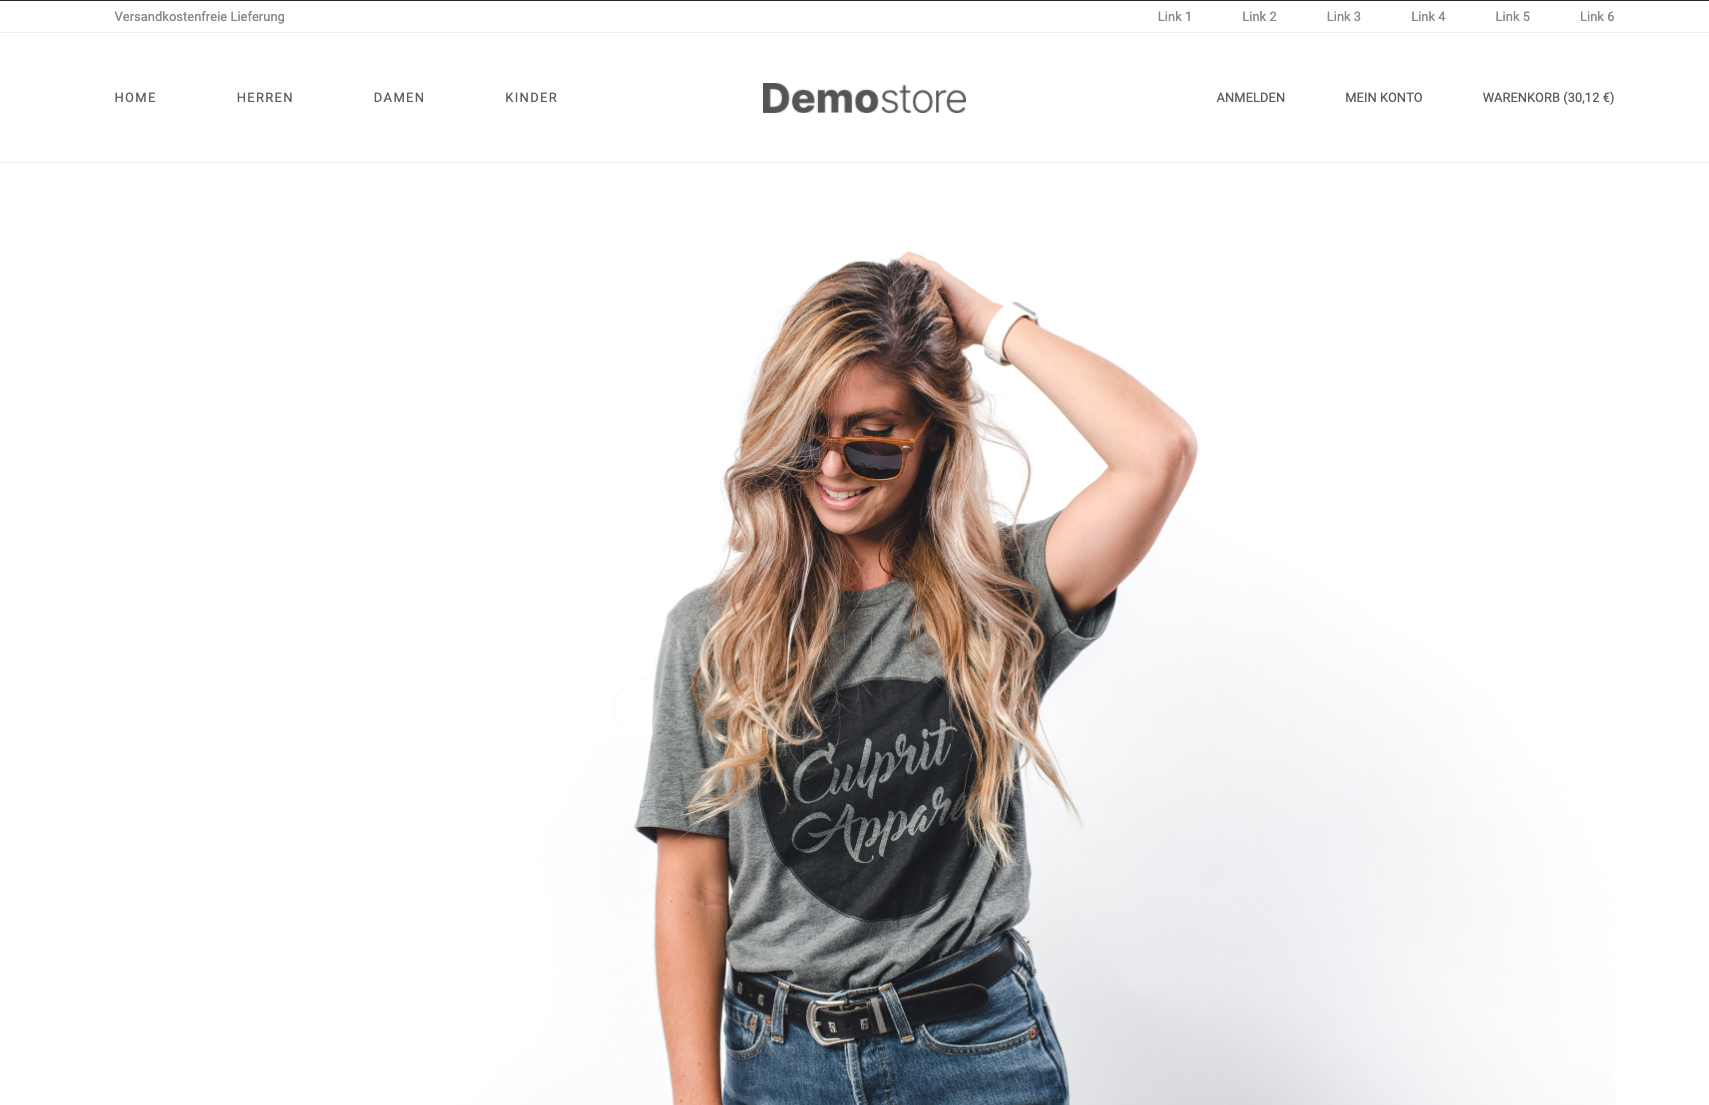 Versandkostenfreie Lieferung Link 1 Link 2 Link 3 Link 4 Link 5 Link 6
HOME HERREN DAMEN KINDER Demostore ANMELDEN MEIN KONTO WARENKORB (30,12 €)
Culprit
Appare